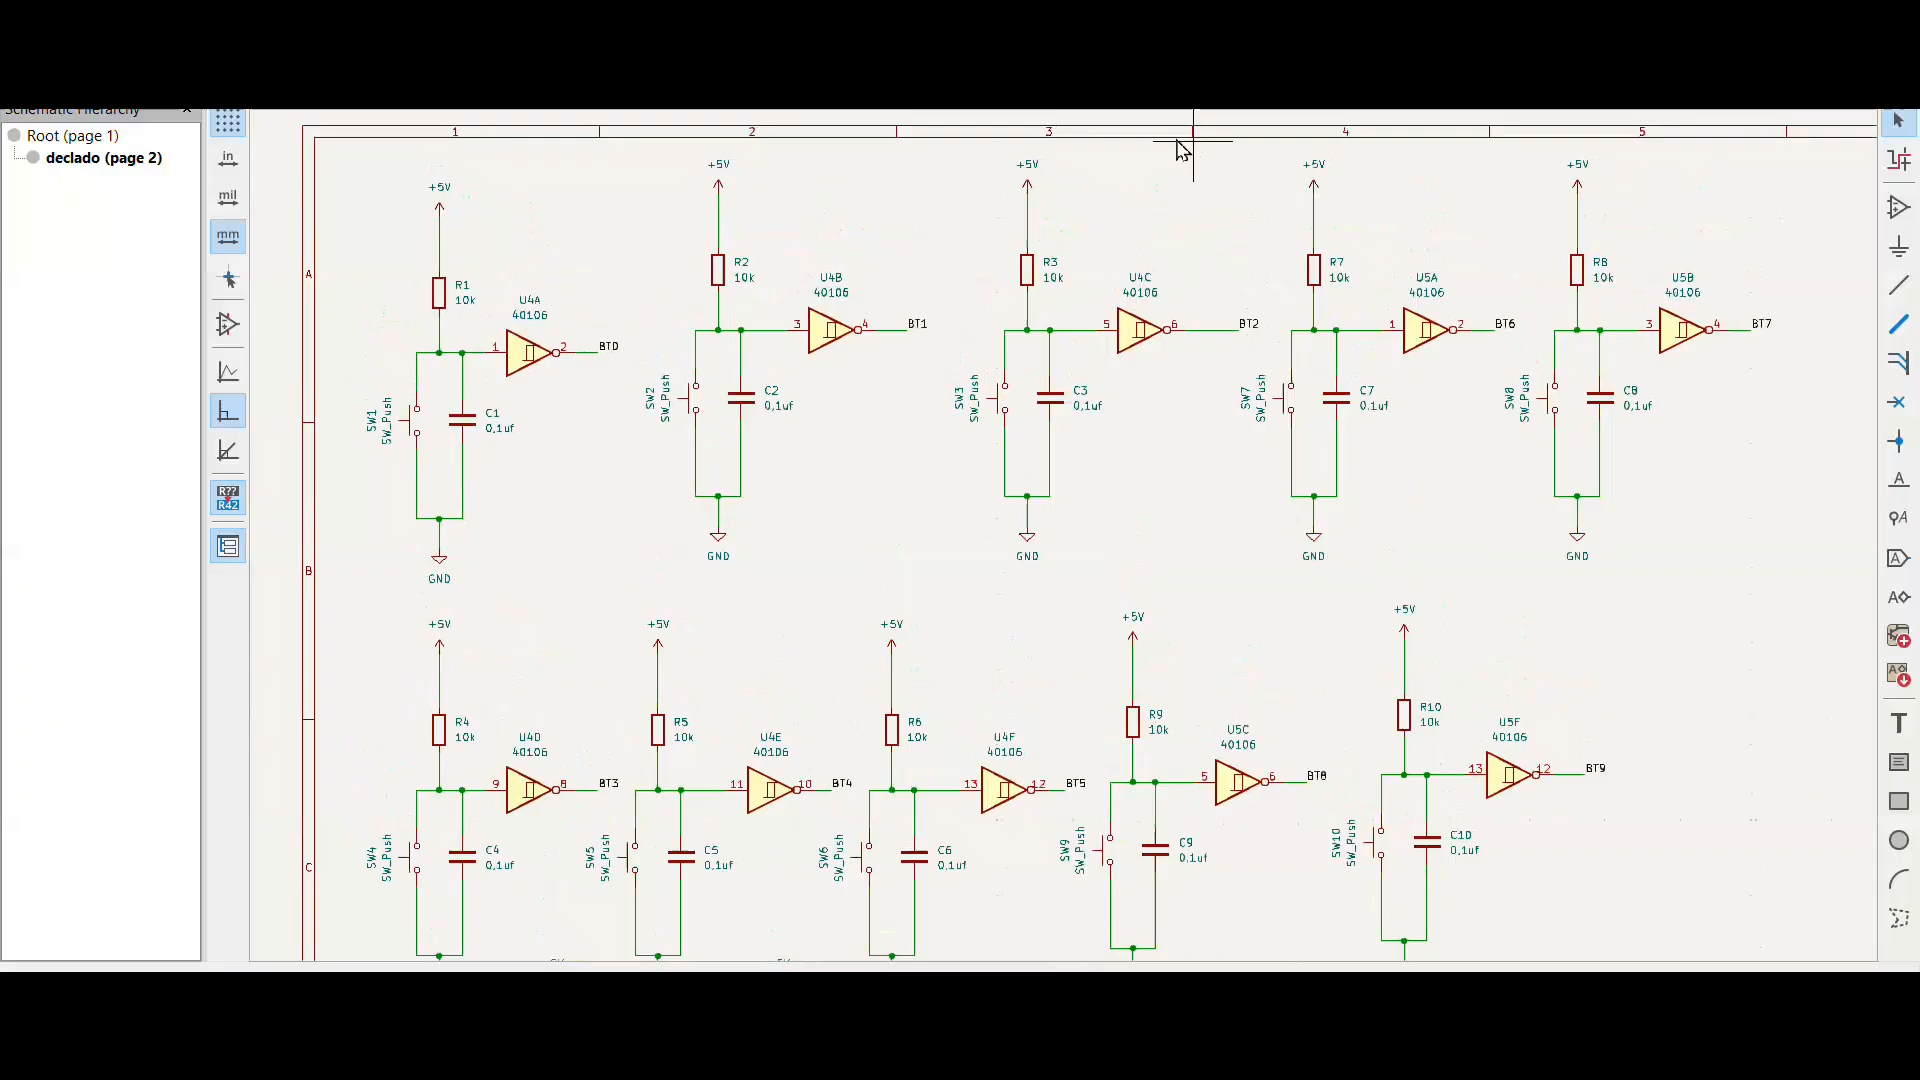 Schematic Hierarchy
Root (page 1)
declado (page 2)
in
mil
mm
R??
R42
1 2 3 4 5
A
B
C
+5V
R1
10k
U4A
40106
1 2 BT0
SW1
SW_Push
C1
0,1uf
GND
+5V
R2
10k
U4B
40106
3 4 BT1
SW2
SW_Push
C2
0,1uf
GND
+5V
R3
10k
U4C
40106
5 6 BT2
SW3
SW_Push
C3
0,1uf
GND
+5V
R7
10k
U5A
40106
1 2 BT6
SW7
SW_Push
C7
0.1uf
GND
+5V
R8
10k
U5B
40106
3 4 BT7
SW8
SW_Push
C8
0,1uf
GND
+5V
R4
10k
U4D
40106
9 8 BT3
SW4
SW_Push
C4
0,1uf
+5V
R5
10k
U4E
40106
11 10 BT4
SW5
SW_Push
C5
0,1uf
+5V
R6
10k
U4F
40106
13 12 BT5
SW6
SW_Push
C6
0,1uf
+5V
R9
10k
U5C
40106
5 6 BT8
SW9
SW_Push
C9
0,1uf
+5V
R10
10k
U5F
40106
13 12 BT9
SW10
SW_Push
C10
0,1uf